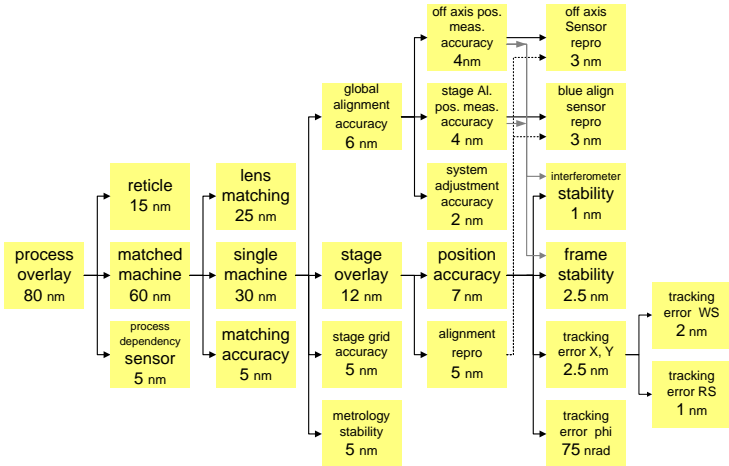 process
overlay
80 nm
reticle
15 nm
matched
machine
60 nm
process
dependency
sensor
5 nm
lens
matching
25 nm
single
machine
30 nm
matching
accuracy
5 nm
global
alignment
accuracy
6 nm
stage
overlay
12 nm
stage grid
accuracy
5 nm
metrology
stability
5 nm
off axis pos.
meas.
accuracy
4nm
stage Al.
pos. meas.
accuracy
4 nm
system
adjustment
accuracy
2 nm
position
accuracy
7 nm
alignment
repro
5 nm
off axis
Sensor
repro
3 nm
blue align
sensor
repro
3 nm
interferometer
stability
1 nm
frame
stability
2.5 nm
tracking
error X, Y
2.5 nm
tracking
error phi
75 nrad
tracking
error WS
2 nm
tracking
error RS
1 nm